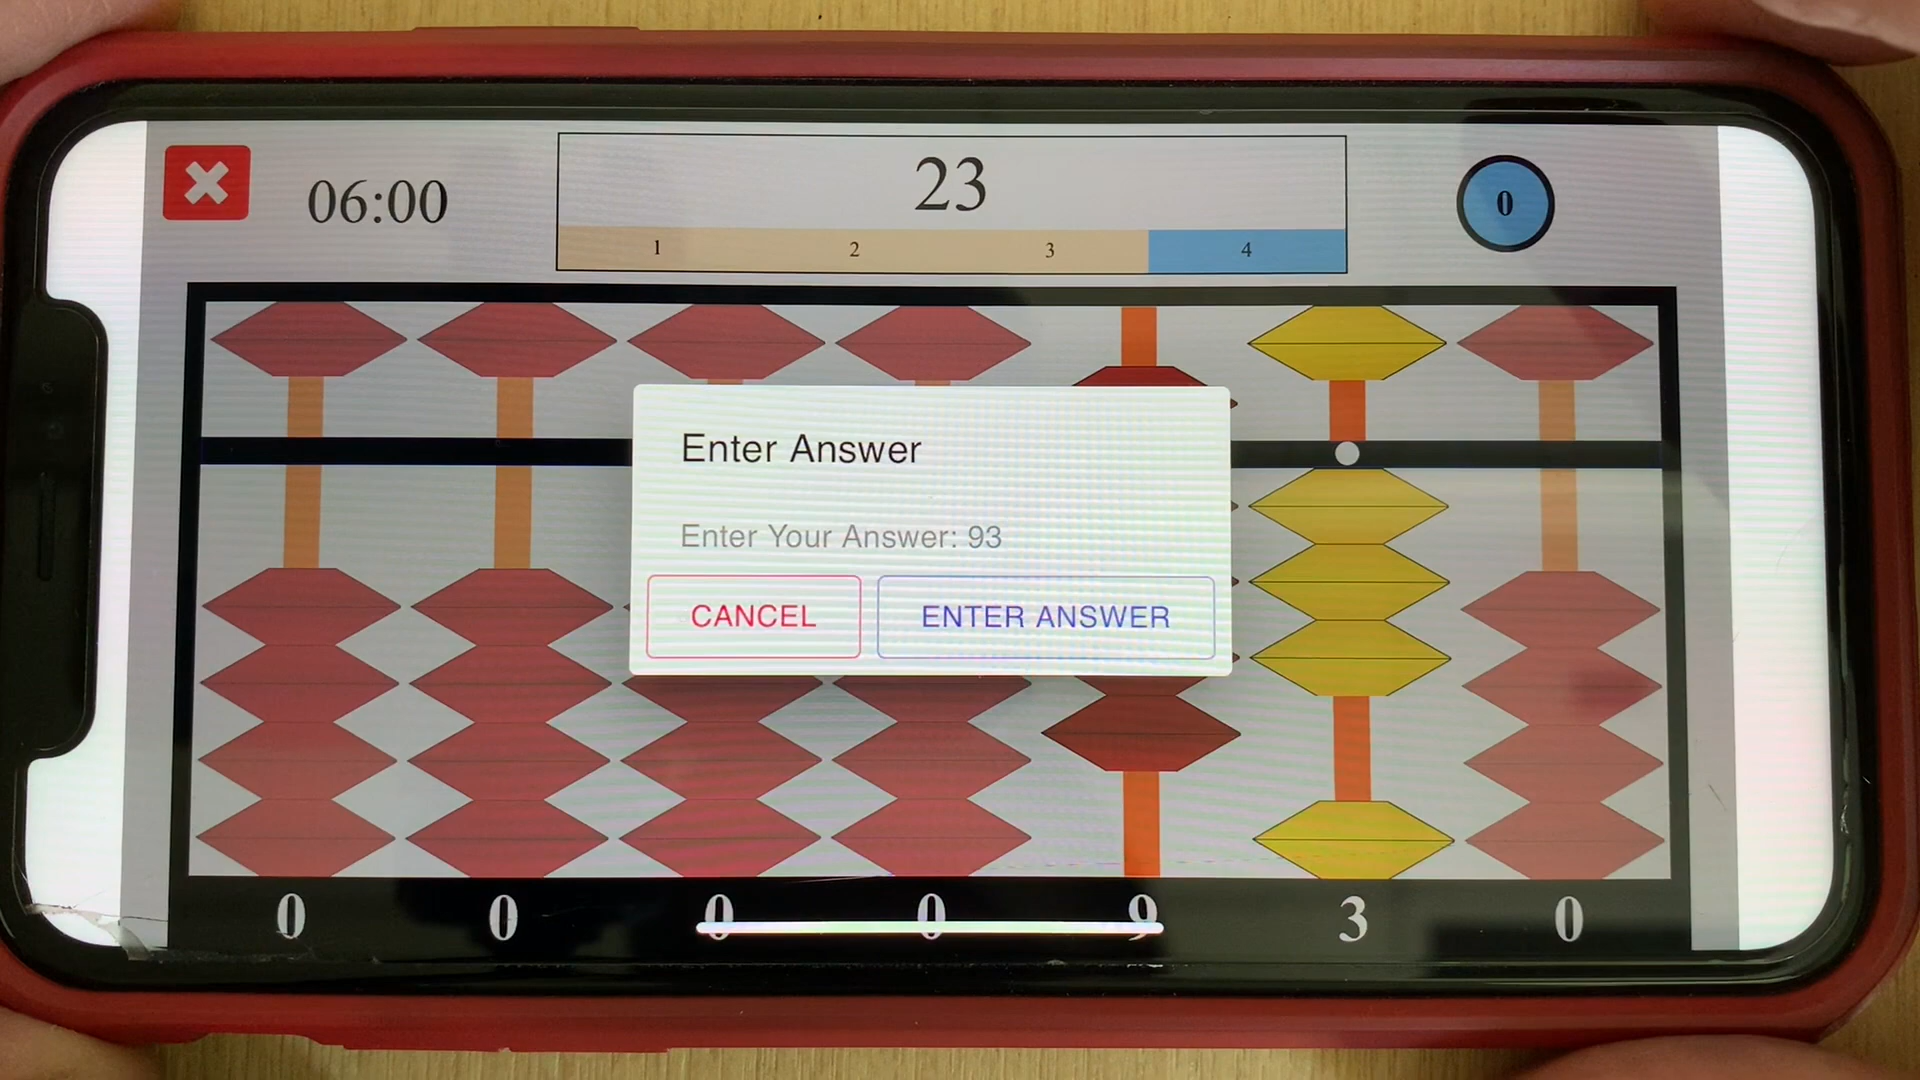 06:00
23
0
1 2 3 4
Enter Answer
Enter Your Answer: 93
CANCEL
ENTER ANSWER
0 0 0 0 9 3 0